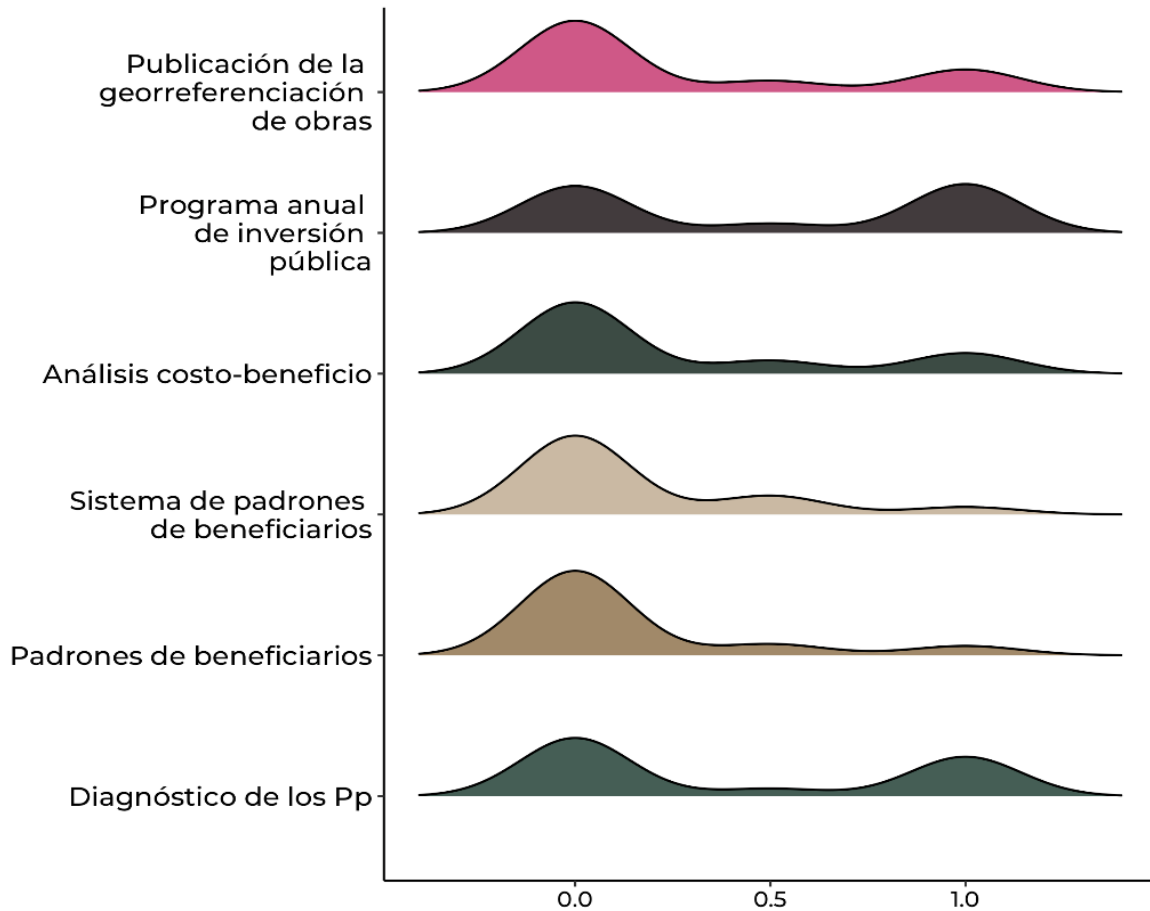 Publicación de la
georreferenciación
de obras
Programa anual
de inversión
pública
Análisis costo-beneficio
Sistema de padrones
de beneficiarios
Padrones de beneficiarios
Diagnóstico de los Pp
0.0 0.5 1.0